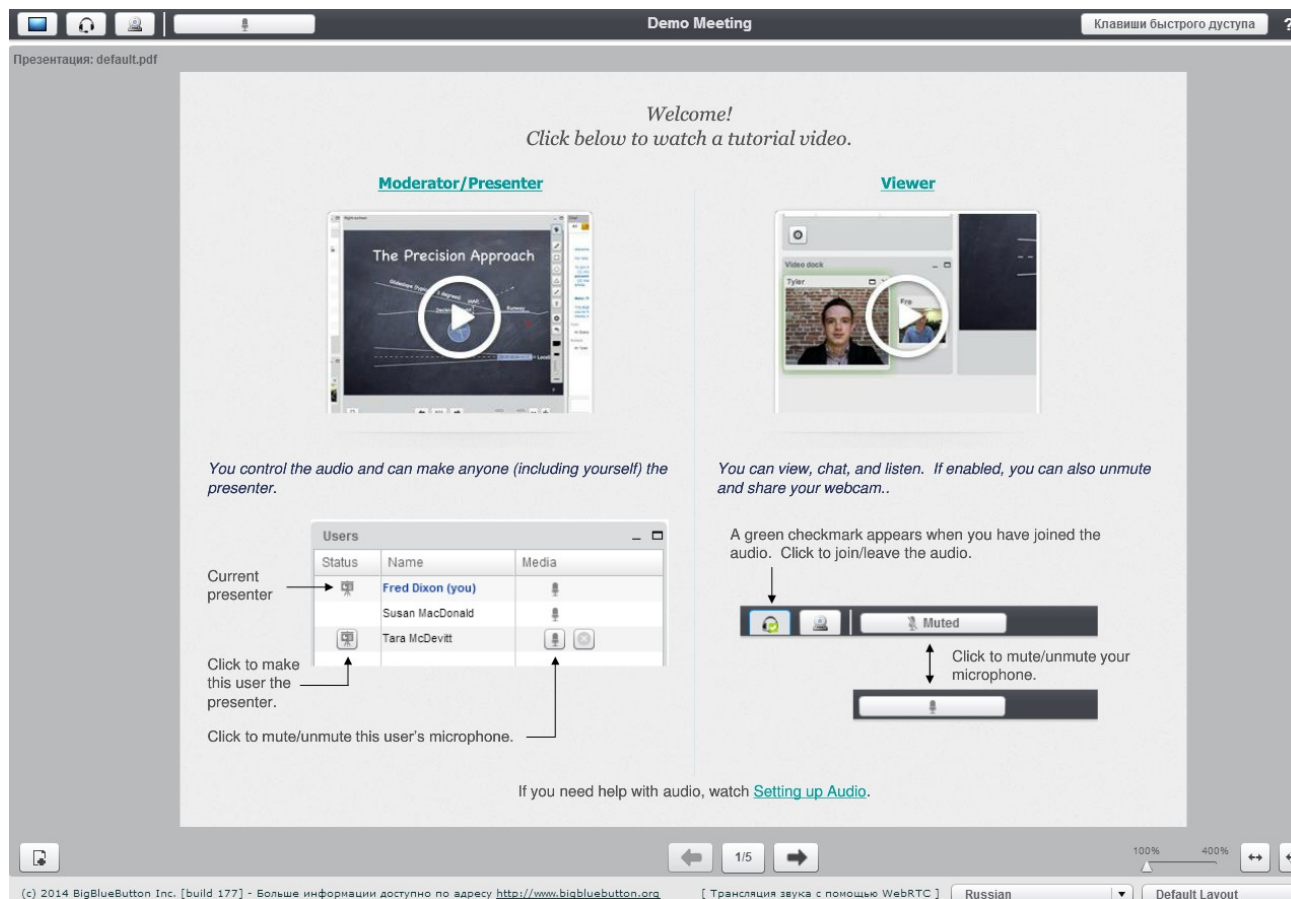 Demo Meeting
Клавиши быстрого дуступа
?
Презентация: default.pdf
Welcome!
Click below to watch a tutorial video.
Moderator/Presenter
The Precision Approach
You control the audio and can make anyone (including yourself) the
presenter.
Users
Status Name Media
Current
presenter
Fred Dixon (you)
Susan MacDonald
Tara McDevitt
Click to make
this user the
presenter.
Click to mute/unmute this user's microphone.
Viewer
Video dock
Tyler
Fre
You can view, chat, and listen. If enabled, you can also unmute
and share your webcam..
A green checkmark appears when you have joined the
audio. Click to join/leave the audio.
Muted
Click to mute/unmute your
microphone.
If you need help with audio, watch Setting up Audio.
1/5
100% 400%
(c) 2014 BigBlueButton Inc. [build 177] - Больше информации доступно по адресу http://www.bigbluebutton.org
[ Трансляция звука с помощью WebRTC ]
Russian
Default Layout